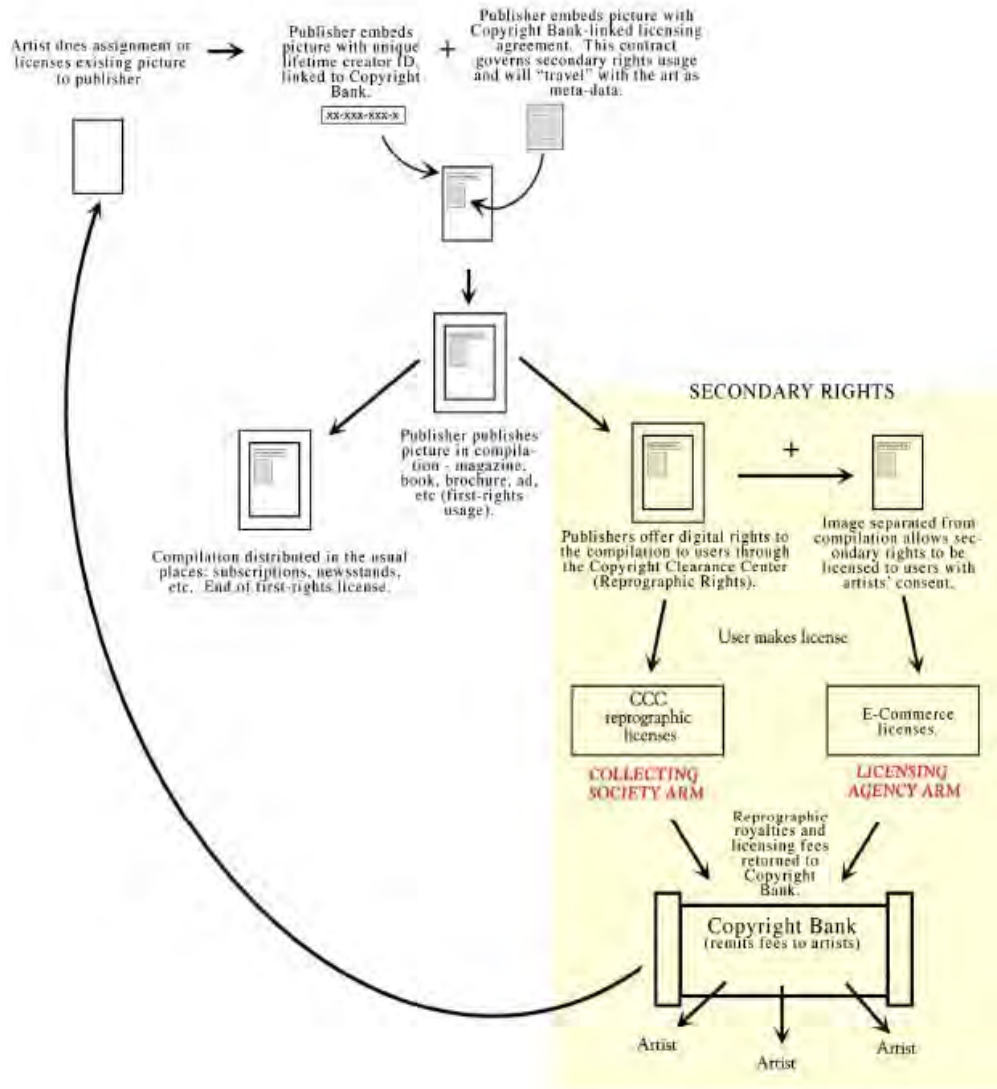 Artist does assignment or
licenses existing picture
to publisher
Publisher embeds
picture with unique
lifetime creator ID,
linked to Copyright
Bank.
xx-xxx-xxx-x
+
Publisher embeds picture with
Copyright Bank-linked licensing
agreement. This contract
governs secondary rights usage
and will “travel” with the art as
meta-data.
Publisher publishes
picture in compila-
tion - magazine,
book, brochure, ad,
etc (first-rights
usage).
Compilation distributed in the usual
places: subscriptions, newsstands,
etc. End of first-rights license.
SECONDARY RIGHTS
+
Publishers offer digital rights to
the compilation to users through
the Copyright Clearance Center
(Reprographic Rights).
Image separated from
compilation allows sec-
ondary rights to be
licensed to users with
artists’ consent.
User makes license
CCC
reprographic
licenses
E-Commerce
licenses.
COLLECTING
SOCIETY ARM
LICENSING
AGENCY ARM
Reprographic
royalties and
licensing fees
returned to
Copyright
Bank.
Copyright Bank
(remits fees to artists)
Artist
Artist
Artist